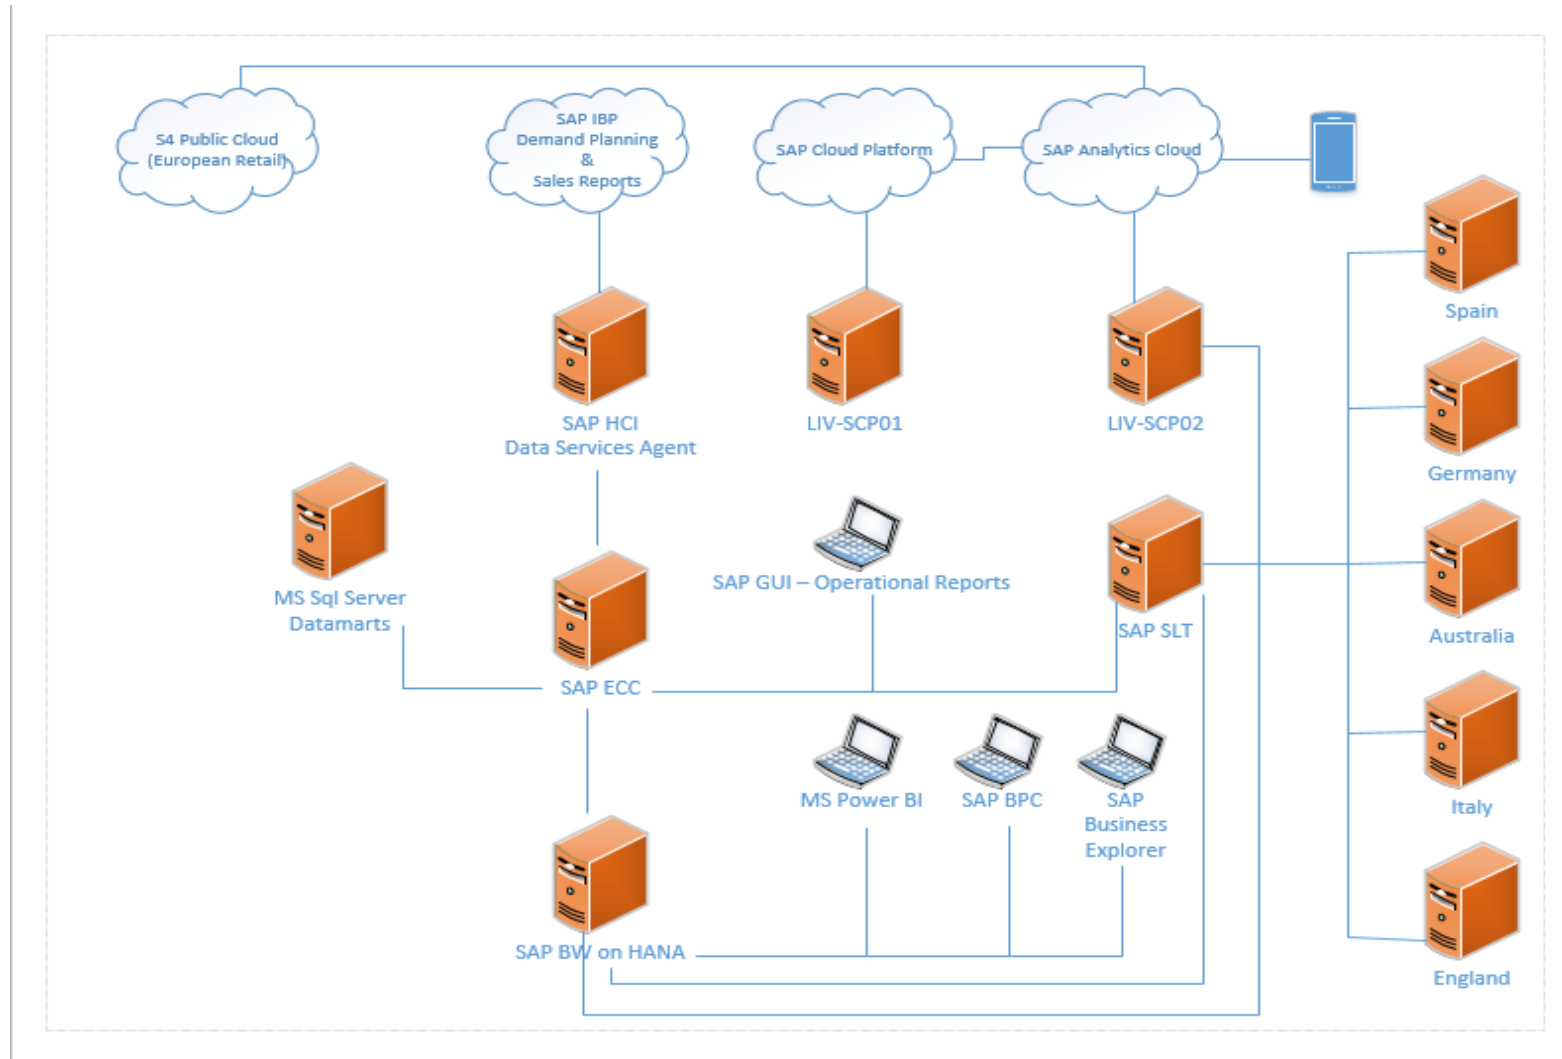 S4 Public Cloud
(European Retail)
SAP IBP
Demand Planning
&
Sales Reports
SAP Cloud Platform
SAP Analytics Cloud
Spain
SAP HCI
Data Services Agent
LIV-SCP01
LIV-SCP02
Germany
MS Sql Server
Datamarts
SAP GUI – Operational Reports
SAP SLT
Australia
SAP ECC
MS Power BI
SAP BPC
SAP
Business
Explorer
Italy
SAP BW on HANA
England